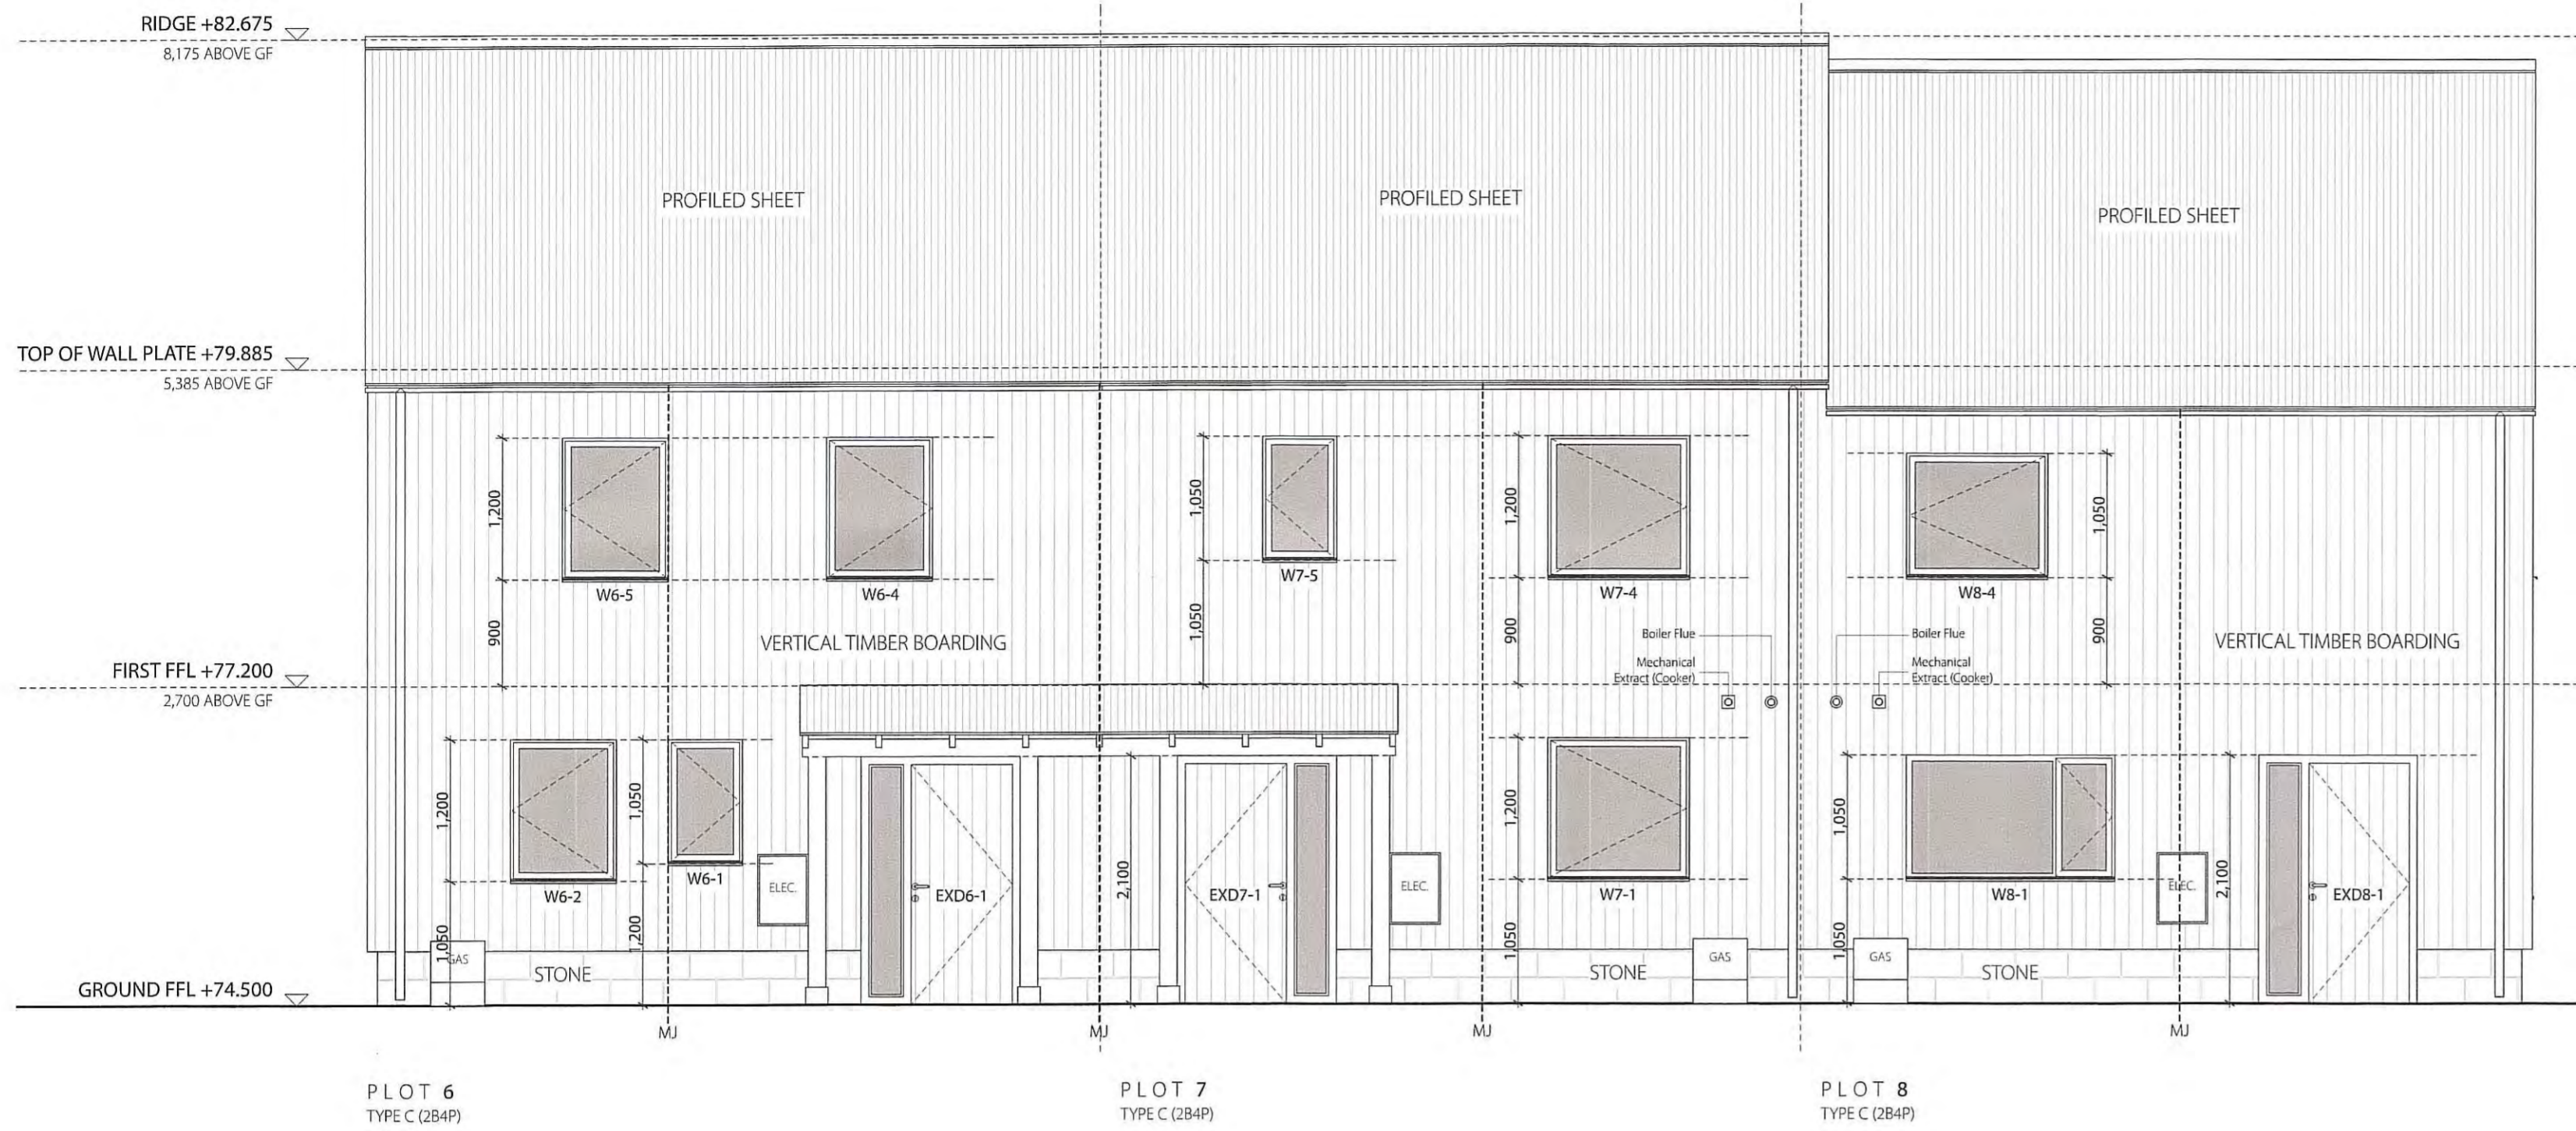 RIDGE +82.675
8,175 ABOVE GF
PROFILED SHEET
PROFILED SHEET
PROFILED SHEET
TOP OF WALL PLATE +79.885
5,385 ABOVE GF
1,200
W6-5
W6-4
1,050
W7-5
1,200
W7-4
1,050
W8-4
900
VERTICAL TIMBER BOARDING
1,050
900
Boiler Flue
Mechanical
Extract (Cooker)
Boiler Flue
Mechanical
Extract (Cooker)
900
VERTICAL TIMBER BOARDING
FIRST FFL +77.200
2,700 ABOVE GF
1,200
W6-2
1,050
W6-1
ELEC.
EXD6-1
2,100
EXD7-1
ELEC.
1,200
W7-1
1,050
W8-1
ELEC.
2,100
EXD8-1
1,050
GAS
STONE
1,200
1,050
STONE
GAS
1,050
GAS
STONE
GROUND FFL +74.500
MJ
MJ
MJ
MJ
PLOT 6
TYPE C (2B4P)
PLOT 7
TYPE C (2B4P)
PLOT 8
TYPE C (2B4P)